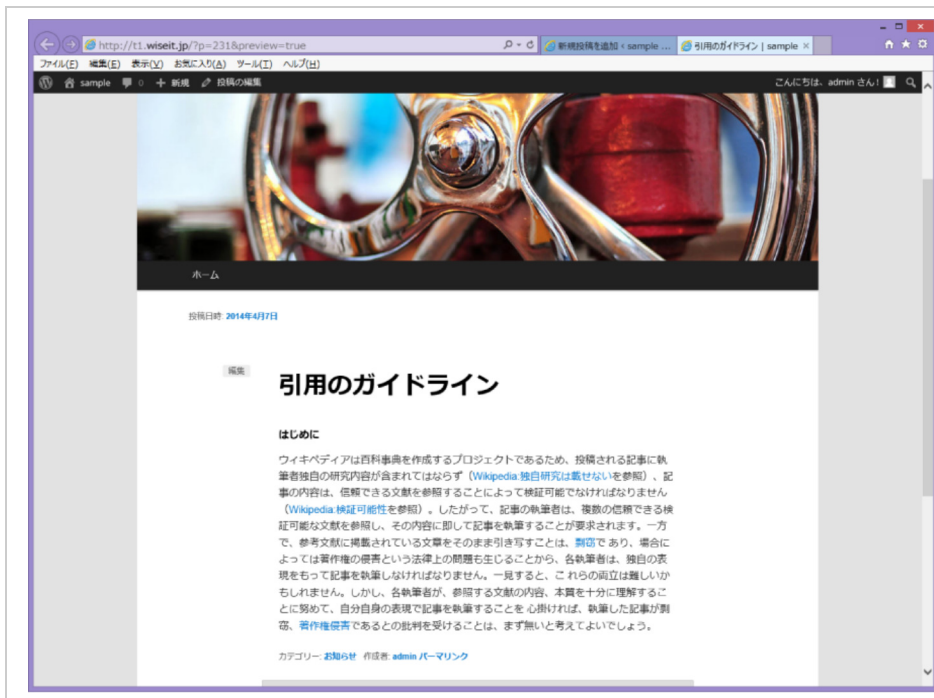 http://t1.wiseit.jp/?p=231&preview=true
新規投稿を追加 ‹ sample ...
引用のガイドライン | sample ×
ファイル(F) 編集(E) 表示(V) お気に入り(A) ツール(T) ヘルプ(H)
sample 0 + 新規 投稿の編集
こんにちは、admin さん!
ホーム
投稿日時: 2014年4月7日
編集
引用のガイドライン
はじめに
ウィキペディアは百科事典を作成するプロジェクトであるため、投稿される記事に執
筆者独自の研究内容が含まれてはならず（Wikipedia:独自研究は載せないを参照）、記
事の内容は、信頼できる文献を参照することによって検証可能でなければなりません
（Wikipedia:検証可能性を参照）。したがって、記事の執筆者は、複数の信頼できる検
証可能な文献を参照し、その内容に即して記事を執筆することが要求されます。一方
で、参考文献に掲載されている文章をそのまま引き写すことは、剽窃で あり、場合に
よっては著作権の侵害という法律上の問題も生じることから、各執筆者は、独自の表
現をもって記事を執筆しなければなりません。一見すると、こ れらの両立は難しいか
もしれません。しかし、各執筆者が、参照する文献の内容、本質を十分に理解するこ
とに努めて、自分自身の表現で記事を執筆することを 心掛ければ、執筆した記事が剽
窃、著作権侵害であるとの批判を受けることは、まず無いと考えてよいでしょう。
カテゴリー: お知らせ 作成者: admin パーマリンク